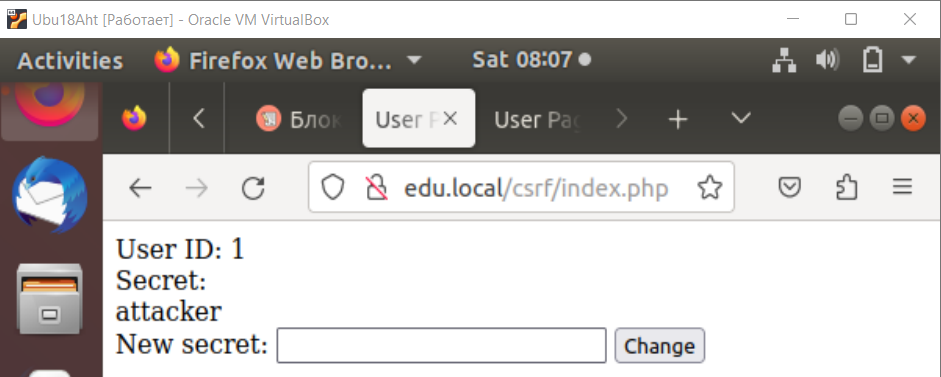 Ubu18Aht [Работает] - Oracle VM VirtualBox
Activities Firefox Web Bro... Sat 08:07
Блок User P User Pag
edu.local/csrf/index.php
User ID: 1
Secret:
attacker
New secret: Change